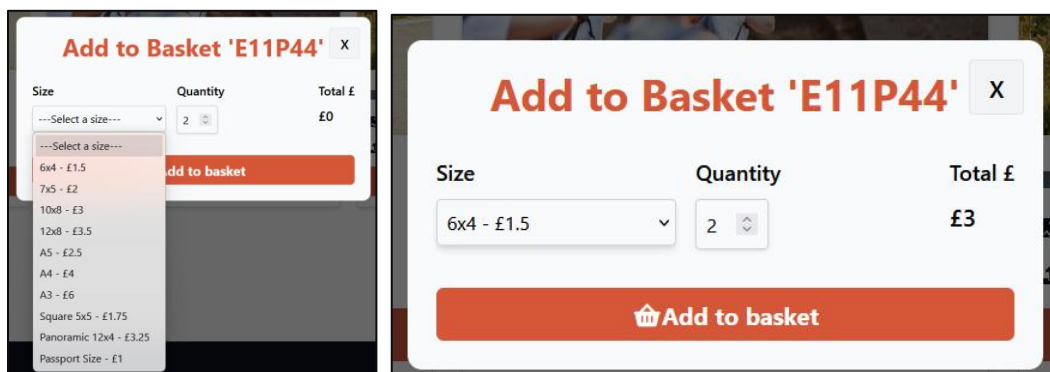 Add to Basket 'E11P44' X
Size Quantity Total £
---Select a size--- 2 £0
---Select a size---
6x4 - £1.5
dd to basket
7x5 - £2
10x8 - £3
12x8 - £3.5
A5 - £2.5
A4 - £4
A3 - £6
Square 5x5 - £1.75
Panoramic 12x4 - £3.25
Passport Size - £1
Add to Basket 'E11P44' X
Size Quantity Total £
6x4 - £1.5 2 £3
Add to basket